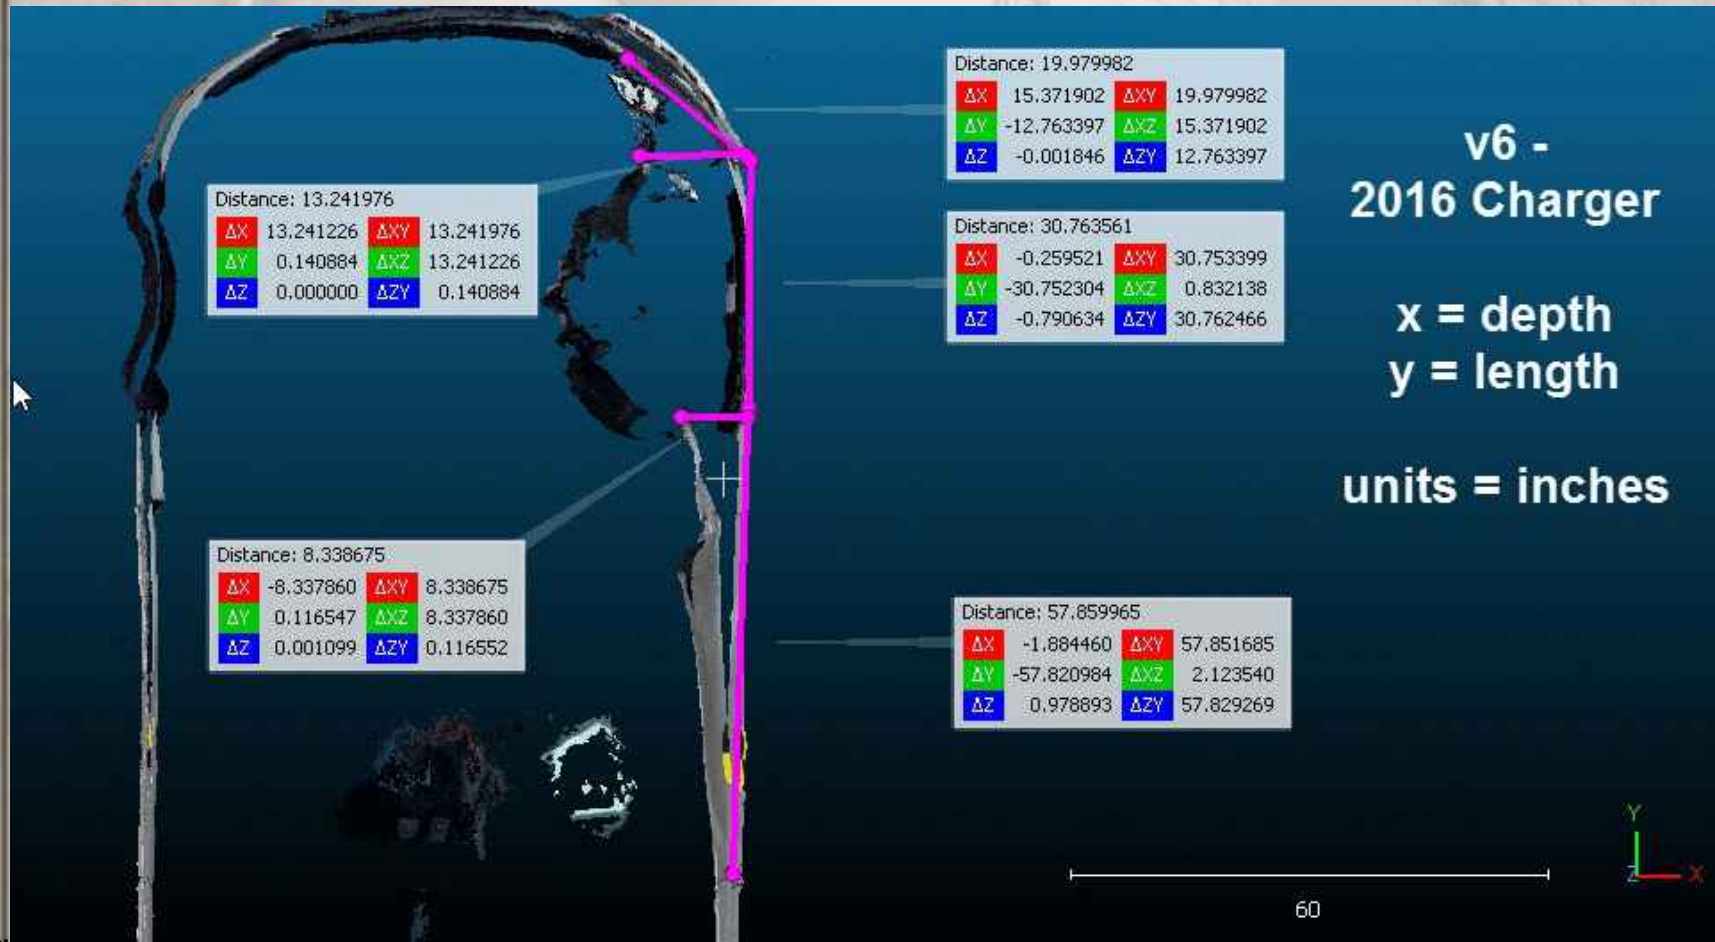 Distance: 19.979982
ΔX 15.371902 ΔXY 19.979982
ΔY -12.763397 ΔXZ 15.371902
ΔZ -0.001846 ΔZY 12.763397
v6 -
2016 Charger
Distance: 13.241976
ΔX 13.241226 ΔXY 13.241976
ΔY 0.140884 ΔXZ 13.241226
ΔZ 0.000000 ΔZY 0.140884
Distance: 30.763561
ΔX -0.259521 ΔXY 30.753399
ΔY -30.752304 ΔXZ 0.832138
ΔZ -0.790634 ΔZY 30.762466
x = depth
y = length
units = inches
Distance: 8.338675
ΔX -8.337860 ΔXY 8.338675
ΔY 0.116547 ΔXZ 8.337860
ΔZ 0.001099 ΔZY 0.116552
Distance: 57.859965
ΔX -1.884460 ΔXY 57.851685
ΔY -57.820984 ΔXZ 2.123540
ΔZ 0.978893 ΔZY 57.829269
Y
Z X
60